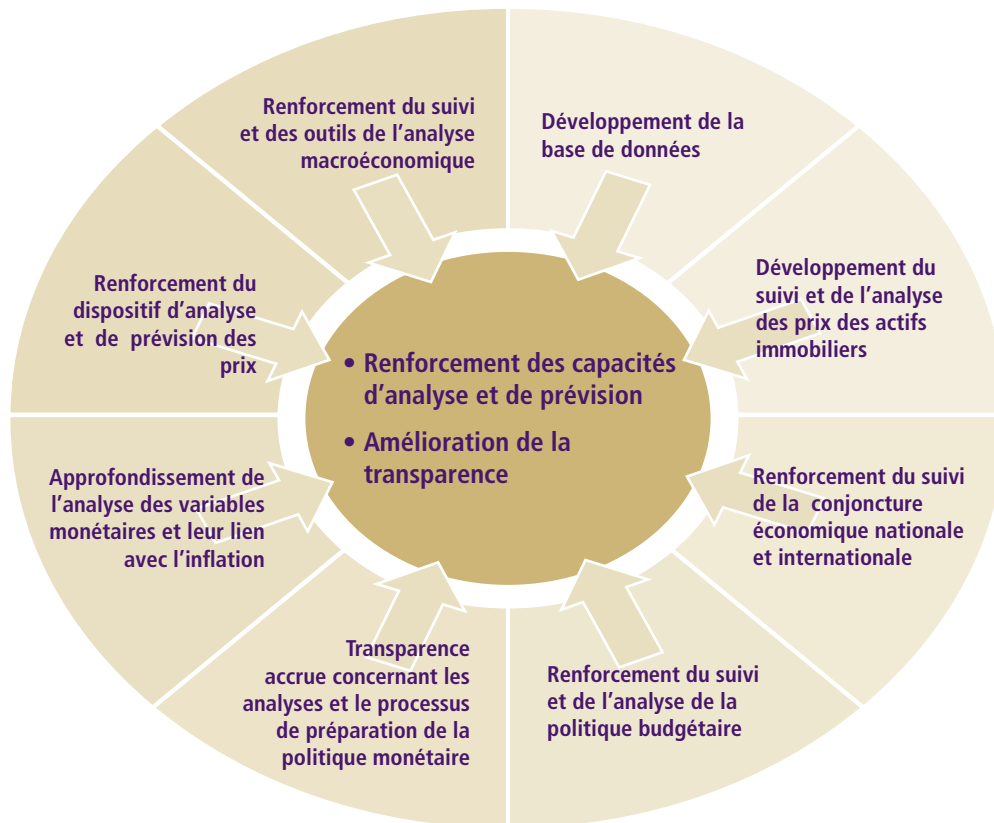 Renforcement du suivi
et des outils de l’analyse
macroéconomique
Développement de la
base de données
Développement du
suivi et de l’analyse
des prix des actifs
immobiliers
Renforcement du suivi
de la conjoncture
économique nationale
et internationale
Renforcement du suivi
et de l’analyse de la
politique budgétaire
Transparence
accrue concernant les
analyses et le processus
de préparation de la
politique monétaire
Approfondissement de
l’analyse des variables
monétaires et leur lien
avec l’inflation
Renforcement du
dispositif d’analyse
et de prévision des
prix
• Renforcement des capacités
d’analyse et de prévision
• Amélioration de la
transparence